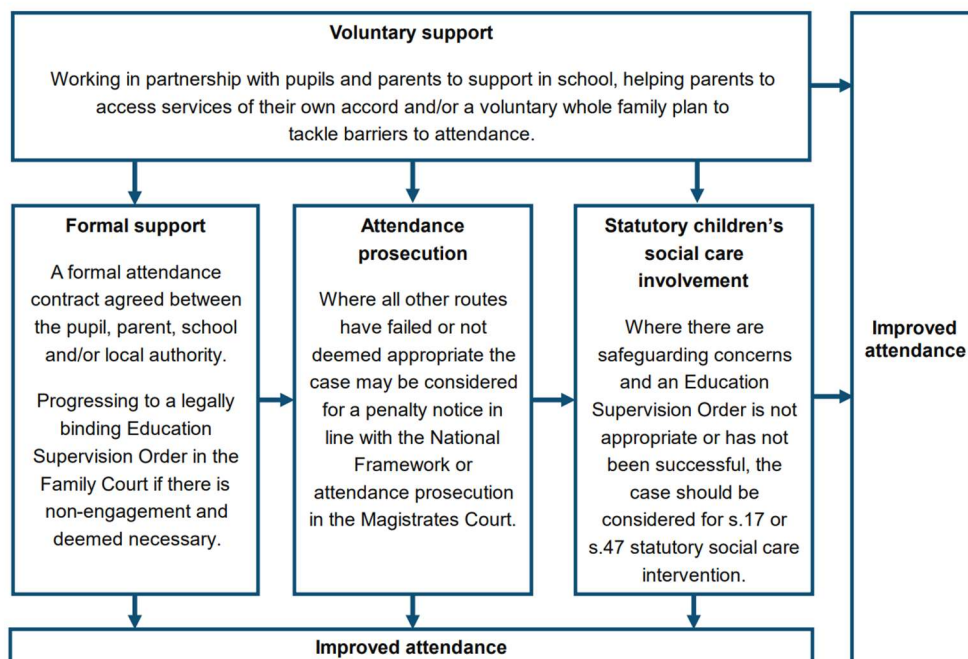 Voluntary support
Working in partnership with pupils and parents to support in school, helping parents to
access services of their own accord and/or a voluntary whole family plan to
tackle barriers to attendance.
Formal support
A formal attendance
contract agreed between
the pupil, parent, school
and/or local authority.
Progressing to a legally
binding Education
Supervision Order in the
Family Court if there is
non-engagement and
deemed necessary.
Attendance
prosecution
Where all other routes
have failed or not
deemed appropriate the
case may be considered
for a penalty notice in
line with the National
Framework or
attendance prosecution
in the Magistrates Court.
Statutory children’s
social care
involvement
Where there are
safeguarding concerns
and an Education
Supervision Order is not
appropriate or has not
been successful, the
case should be
considered for s.17 or
s.47 statutory social care
intervention.
Improved
attendance
Improved attendance